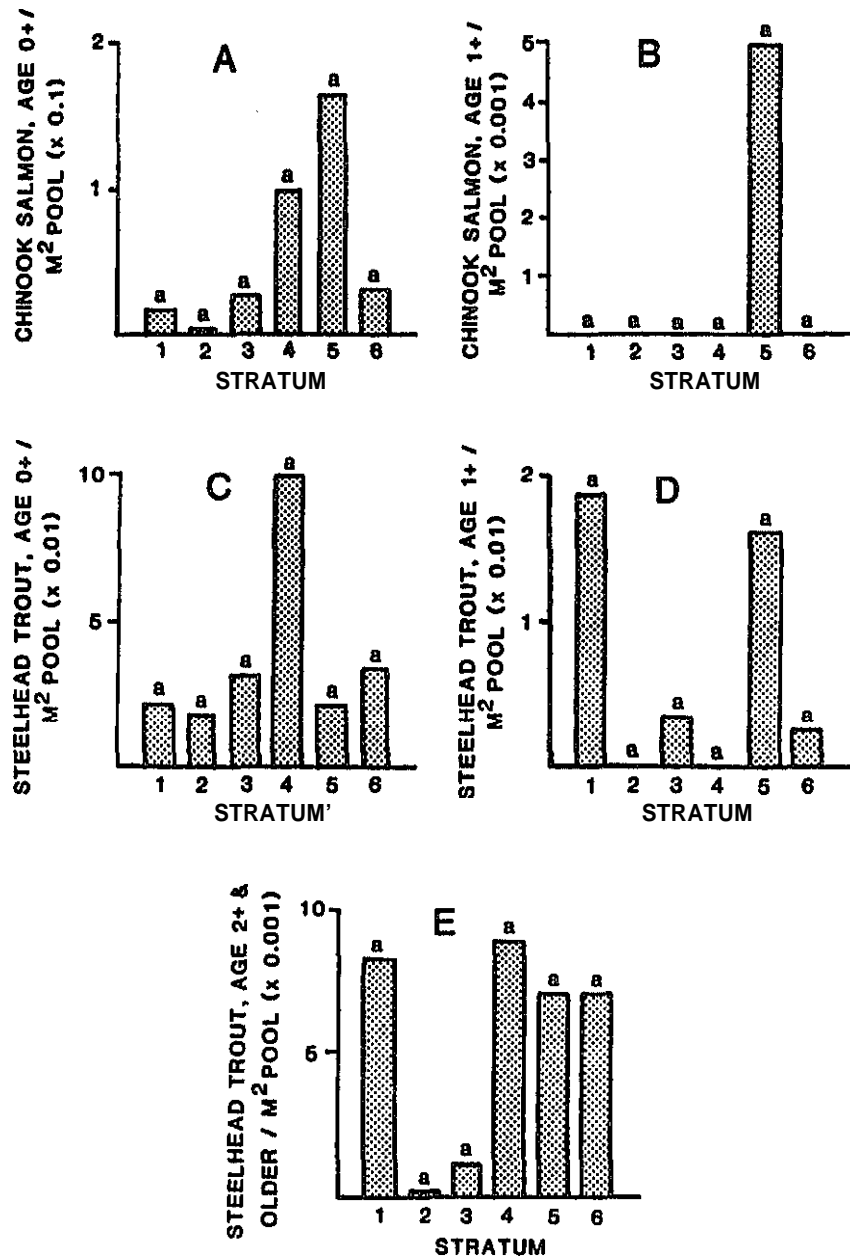 CHINOOK SALMON, AGE 0+ /
M² POOL (x 0.1)
A
2
1
a
a
a
a
a
a
1 2 3 4 5 6
STRATUM
CHINOOK SALMON, AGE 1+ /
M² POOL (x 0.001)
B
5
4
3
2
1
a
a a a a a
1 2 3 4 5 6
STRATUM
STEELHEAD TROUT, AGE 0+ /
M² POOL (x 0.01)
C
10
5
a
a a a a a
1 2 3 4 5 6
STRATUM'
STEELHEAD TROUT, AGE 1+ /
M² POOL (x 0.01)
D
2
1
a a a a a a
1 2 3 4 5 6
STRATUM
STEELHEAD TROUT, AGE 2+ &
OLDER / M² POOL (x 0.001)
E
10
5
a a a a a a
1 2 3 4 5 6
STRATUM